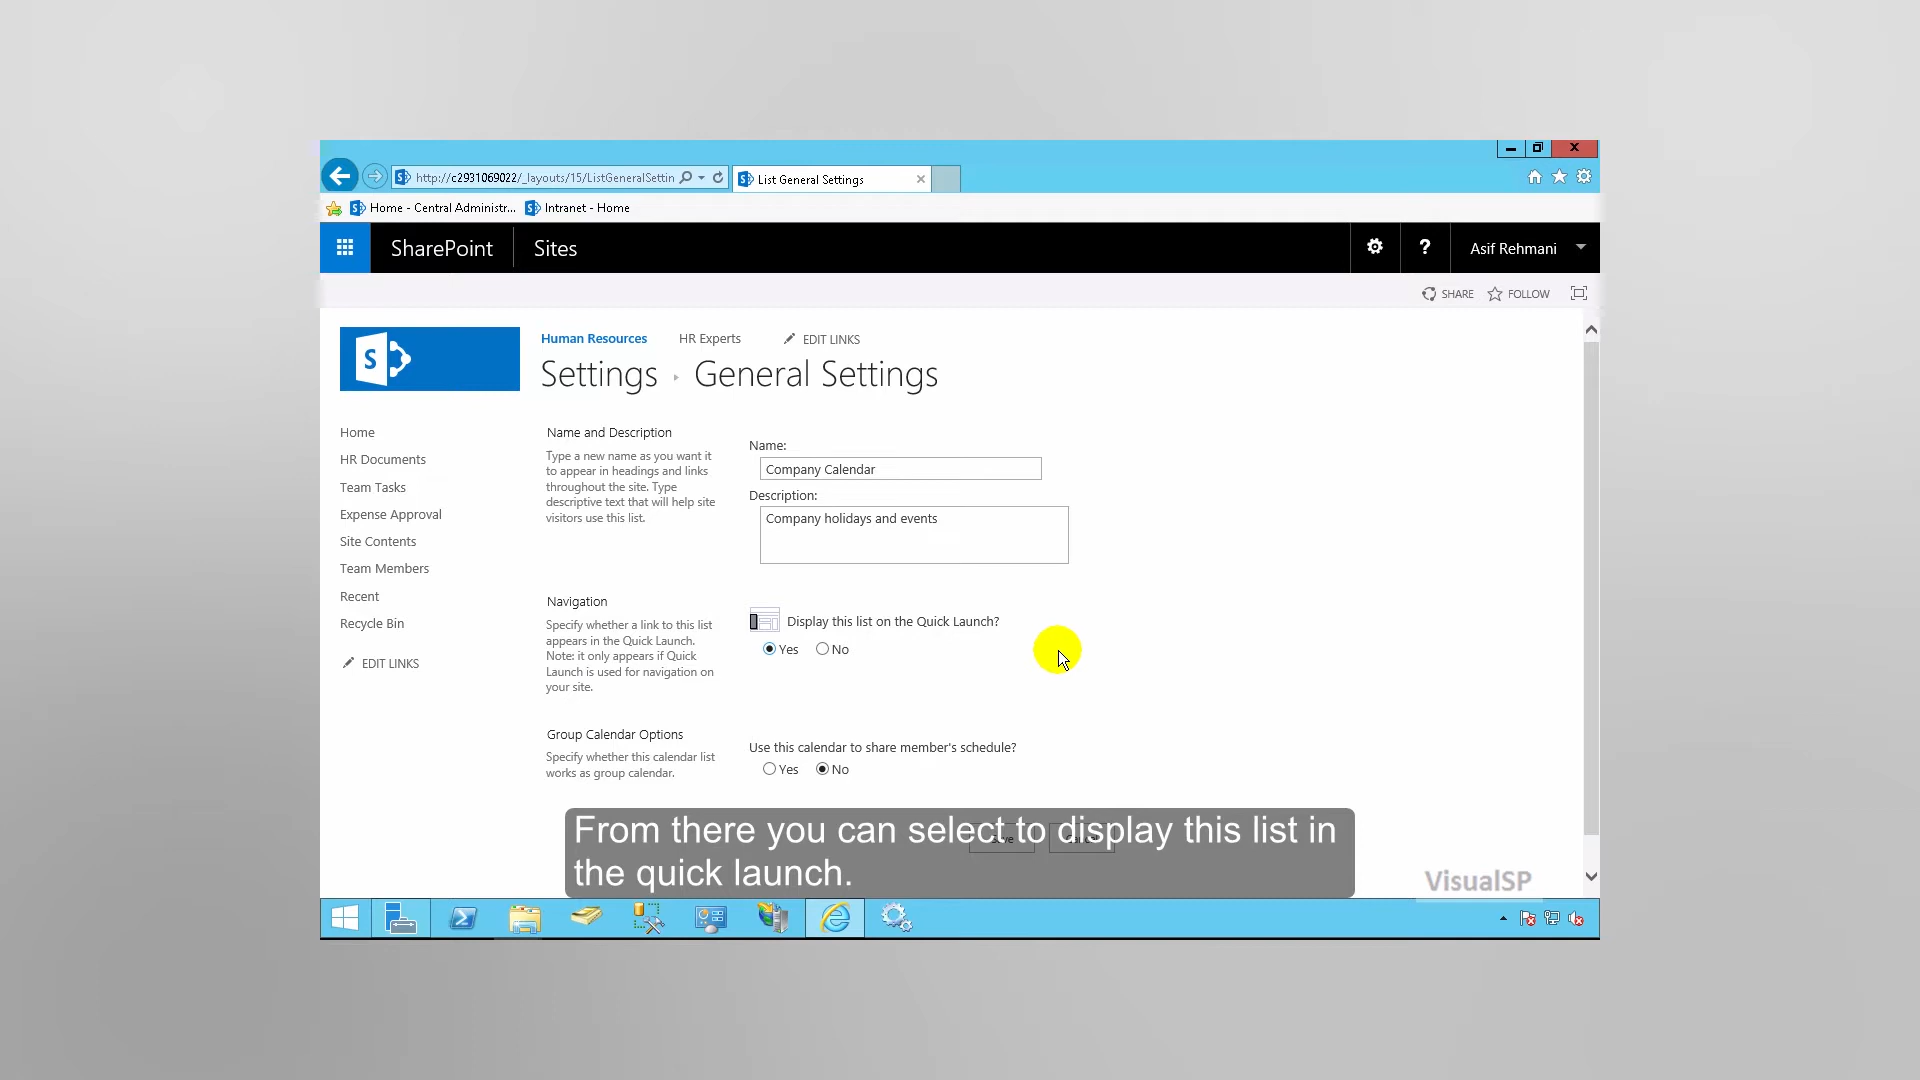 http://c2931069022/_layouts/15/ListGeneralSettin
List General Settings
Home - Central Administr...
Intranet - Home
SharePoint
Sites
?
Asif Rehmani
SHARE
FOLLOW
S
Human Resources
HR Experts
EDIT LINKS
Settings ▸ General Settings
Home
HR Documents
Team Tasks
Expense Approval
Site Contents
Team Members
Recent
Recycle Bin
EDIT LINKS
Name and Description
Type a new name as you want it
to appear in headings and links
throughout the site. Type
descriptive text that will help site
visitors use this list.
Name:
Company Calendar
Description:
Company holidays and events
Navigation
Specify whether a link to this list
appears in the Quick Launch.
Note: it only appears if Quick
Launch is used for navigation on
your site.
Display this list on the Quick Launch?
Yes No
Group Calendar Options
Specify whether this calendar list
works as group calendar.
Use this calendar to share member's schedule?
Yes No
From there you can select to display this list in
the quick launch.
VisualSP